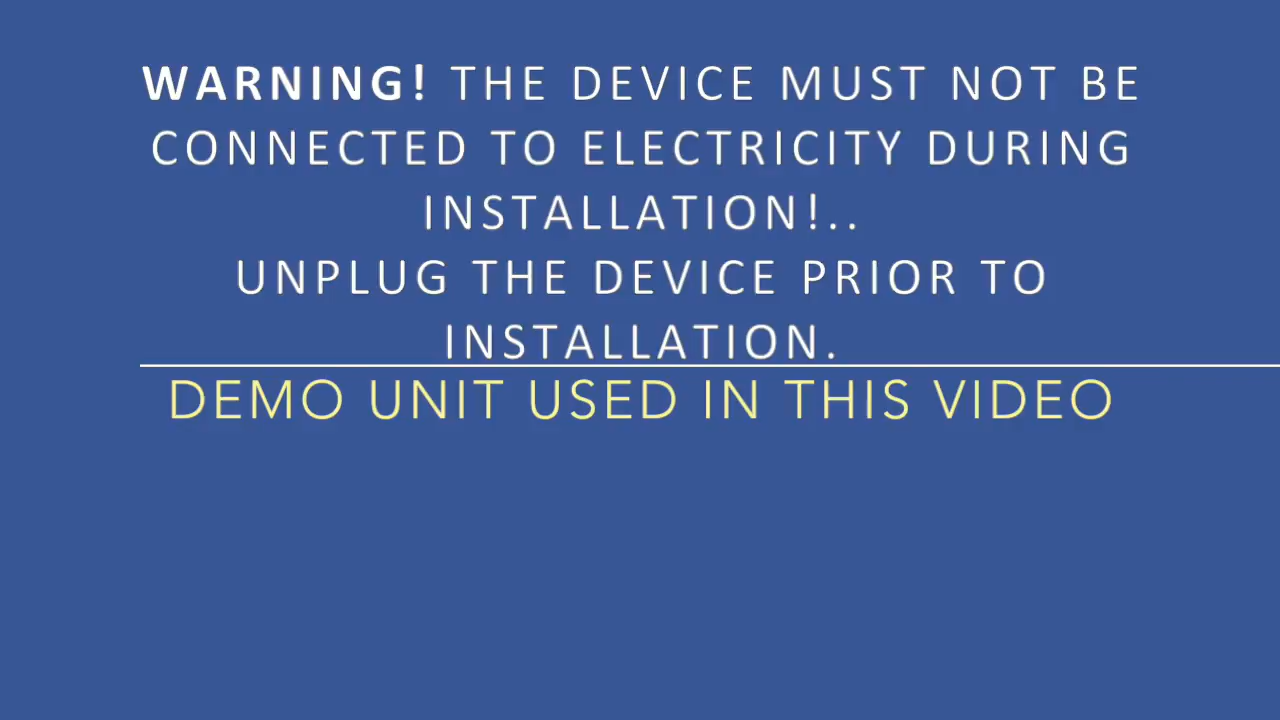 WARNING! THE DEVICE MUST NOT BE
CONNECTED TO ELECTRICITY DURING
INSTALLATION!..
UNPLUG THE DEVICE PRIOR TO
INSTALLATION.
DEMO UNIT USED IN THIS VIDEO